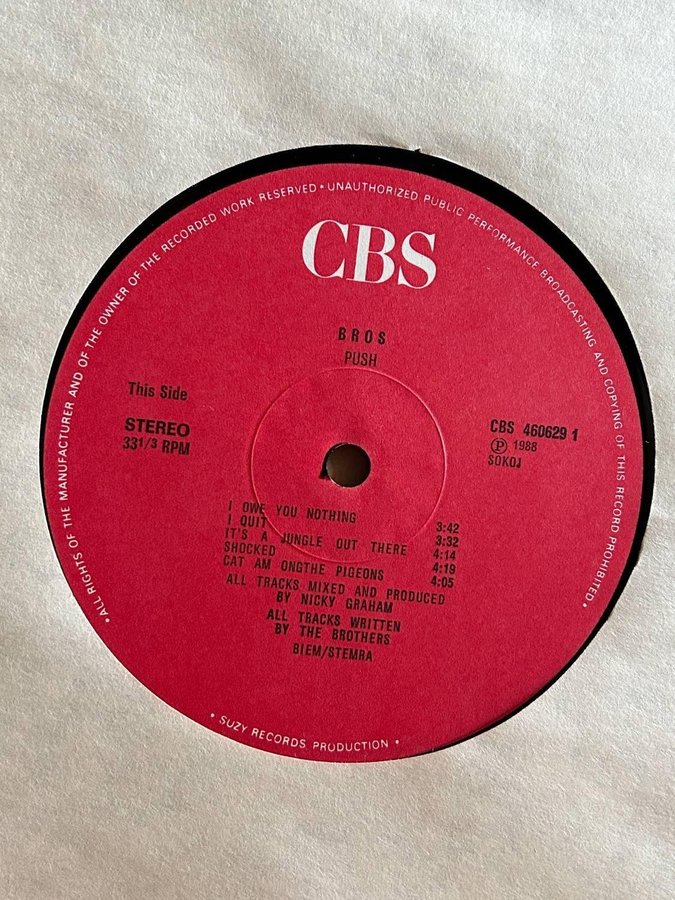 • ALL RIGHTS OF THE MANUFACTURER AND OF THE OWNER OF THE RECORDED WORK RESERVED • UNAUTHORIZED PUBLIC PERFORMANCE BROADCASTING AND COPYING OF THIS RECORD PROHIBITED •
CBS
BROS
PUSH
This Side
STEREO
33 1/3 RPM
CBS 460629 1
Ⓟ 1988
SOKOJ
I OWE YOU NOTHING 3:42
I QUIT 3:32
IT'S A JUNGLE OUT THERE 4:14
SHOCKED 4:19
CAT AM ONGTHE PIGEONS 4:05
ALL TRACKS MIXED AND PRODUCED
BY NICKY GRAHAM
ALL TRACKS WRITTEN
BY THE BROTHERS
BIEM/STEMRA
• SUZY RECORDS PRODUCTION •